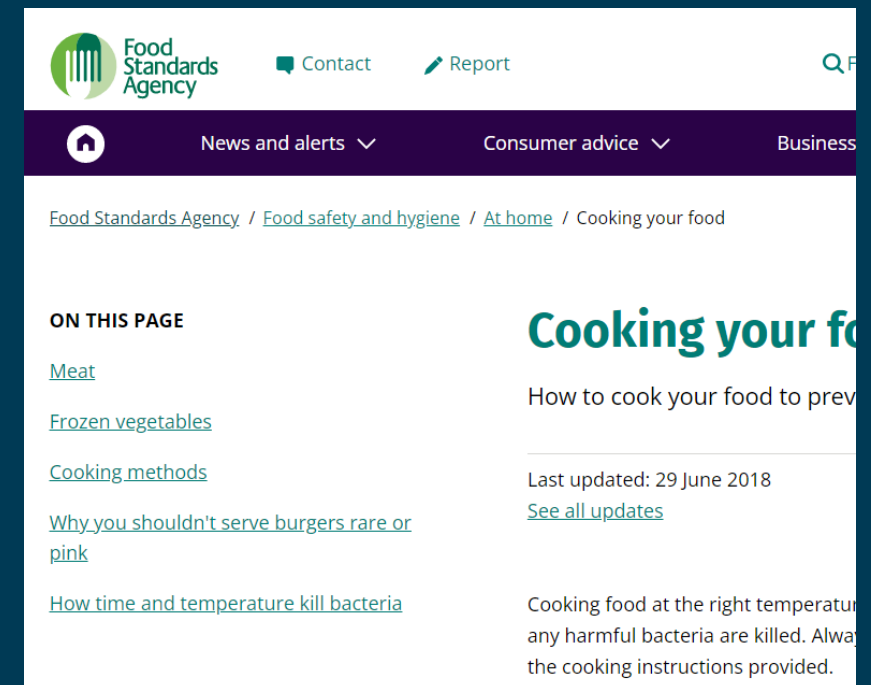 Food
Standards
Agency
Contact
Report
News and alerts
Consumer advice
Business
Food Standards Agency / Food safety and hygiene / At home / Cooking your food
ON THIS PAGE
Meat
Frozen vegetables
Cooking methods
Why you shouldn't serve burgers rare or
pink
How time and temperature kill bacteria
Cooking your
How to cook your food to
Last updated: 29 June 2018
See all updates
Cooking food at the right
any harmful bacteria are killed.
the cooking instructions provided.